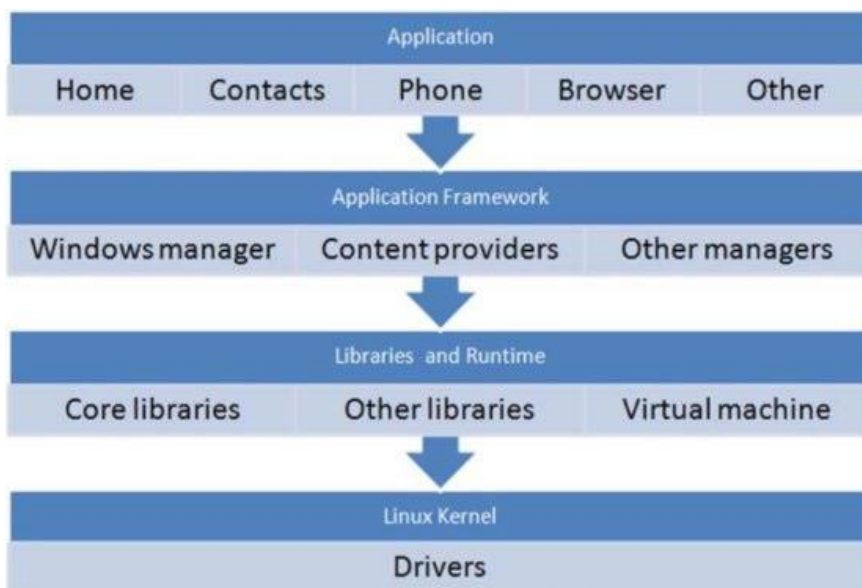 Application
Home Contacts Phone Browser Other
Application Framework
Windows manager Content providers Other managers
Libraries and Runtime
Core libraries Other libraries Virtual machine
Linux Kernel
Drivers